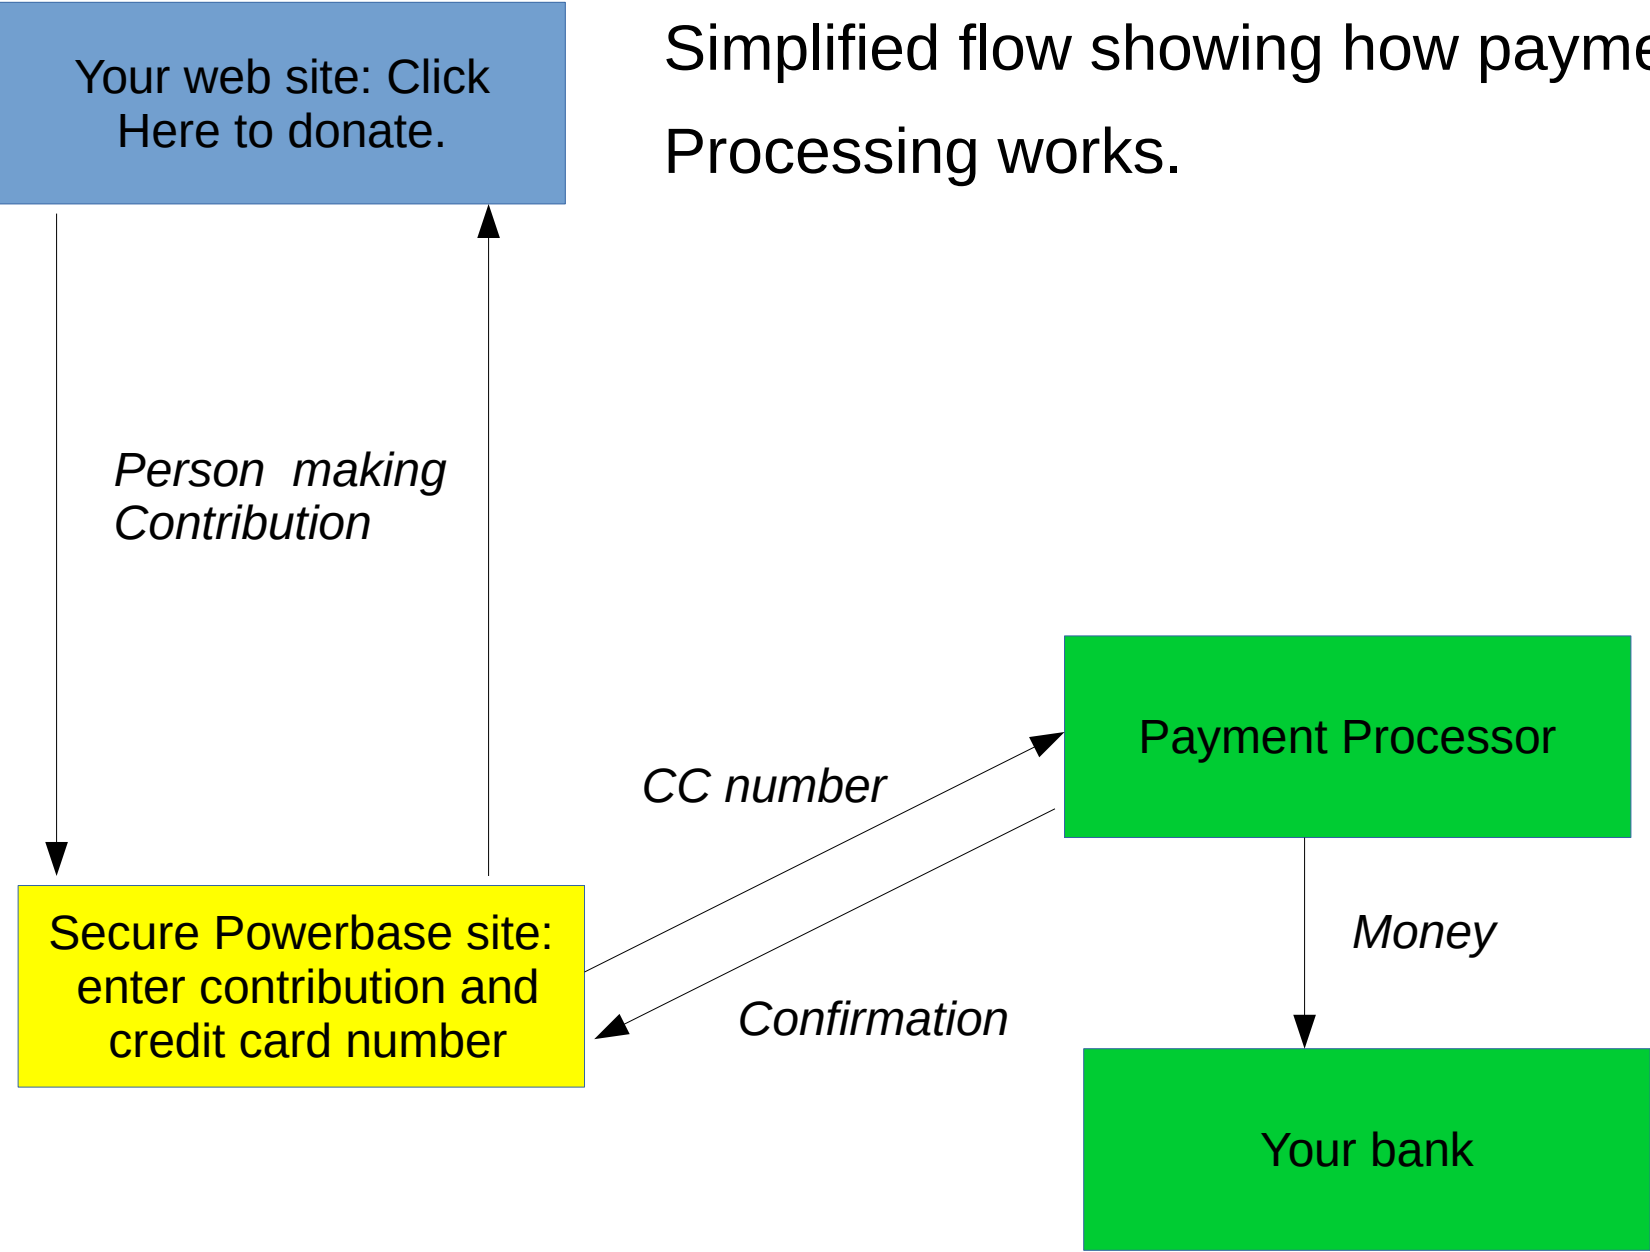 Your web site: Click
Here to donate.
Simplified flow showing how payme
Processing works.
Person making
Contribution
CC number
Payment Processor
Secure Powerbase site:
enter contribution and
credit card number
Confirmation
Money
Your bank